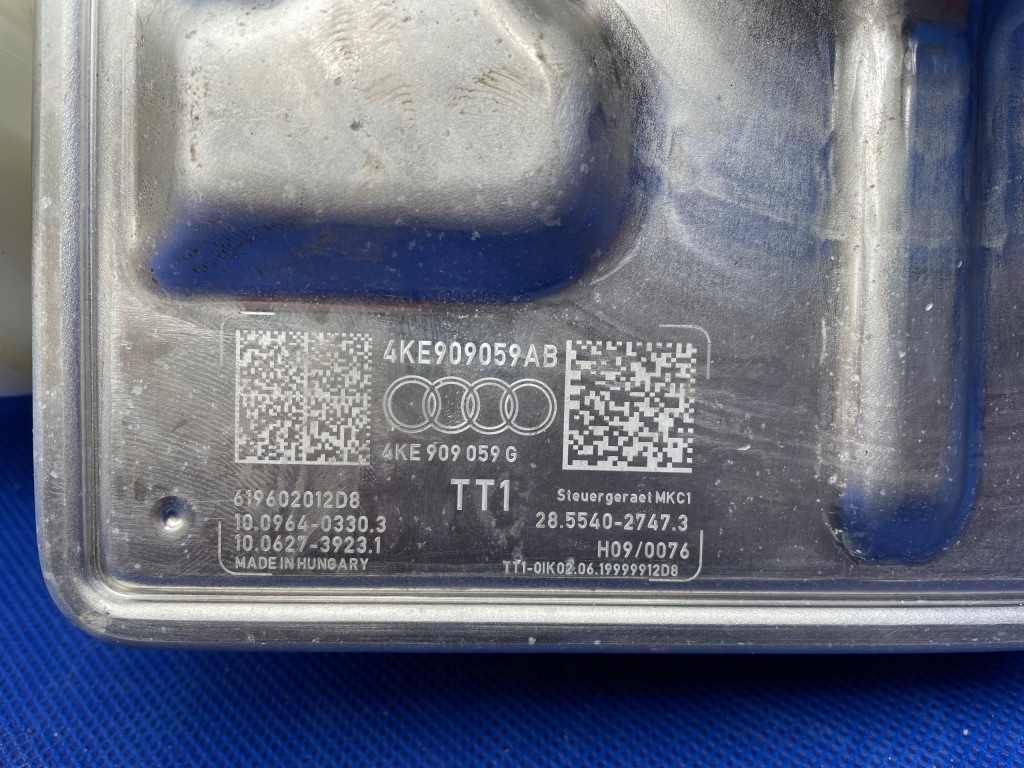 4KE909059AB
4KE 909 059 G
TT1
619602012D8
10.0964-0330.3
10.0627-3923.1
MADE IN HUNGARY
Steuergeraet MKC1
28.5540-2747.3
H09/0076
TT1-0IK02.06.19999912D8